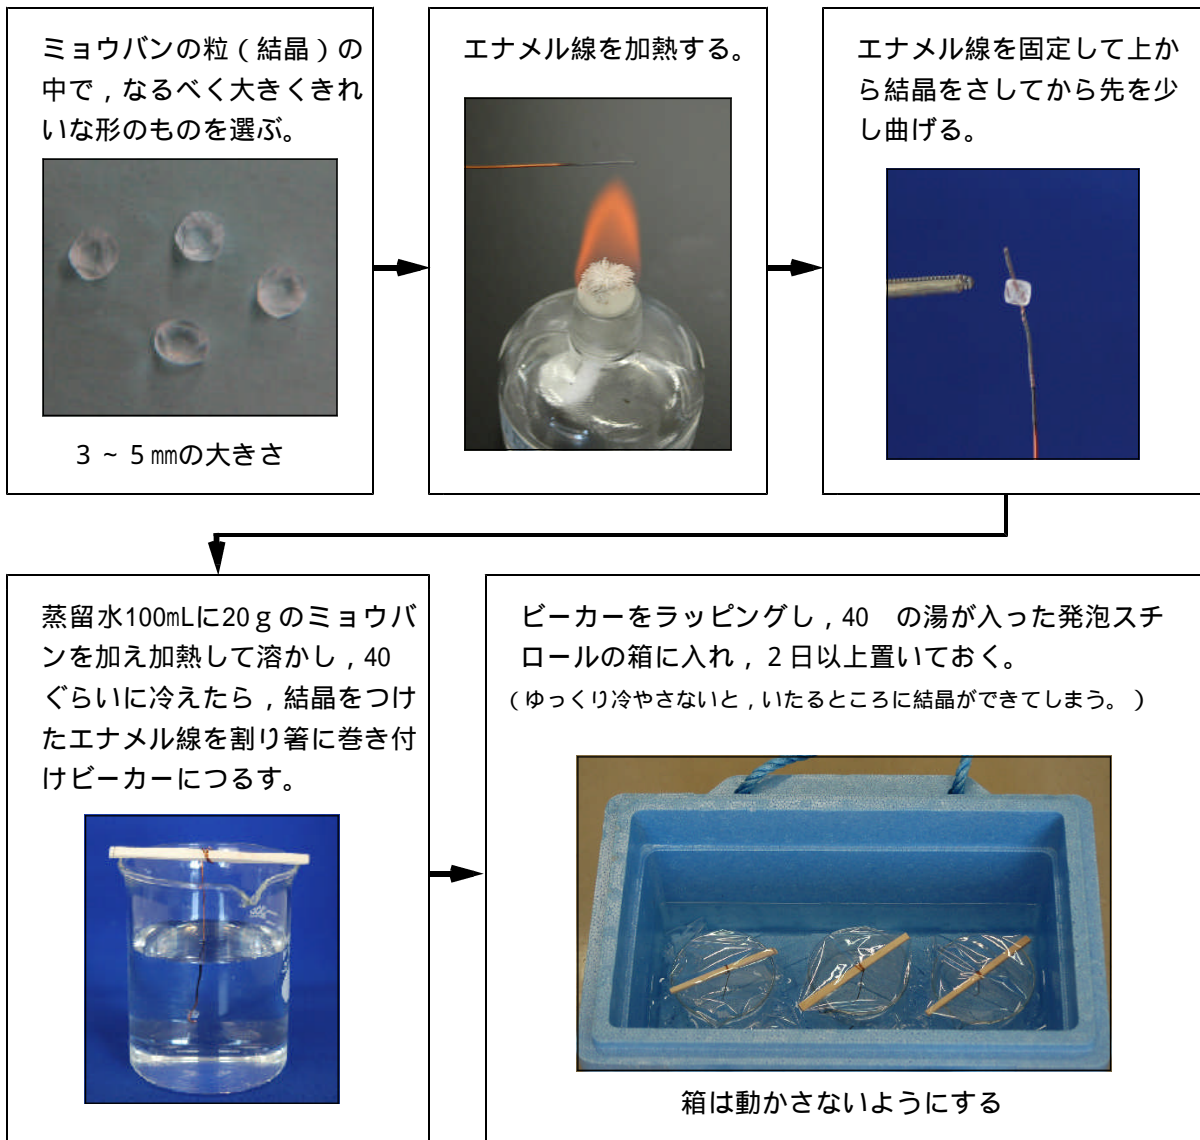 ミョウバンの粒（結晶）の
中で，なるべく大きくきれ
いな形のものを選ぶ。
3 ~ 5㎜の大きさ
エナメル線を加熱する。
エナメル線を固定して上か
ら結晶をさしてから先を少
し曲げる。
蒸留水100mLに20ｇのミョウバ
ンを加え加熱して溶かし，40
ぐらいに冷えたら，結晶をつけ
たエナメル線を割り箸に巻き付
けビーカーにつるす。
ビーカーをラッピングし，40　の湯が入った発泡スチ
ロールの箱に入れ，２日以上置いておく。
（ゆっくり冷やさないと，いたるところに結晶ができてしまう。）
箱は動かさないようにする